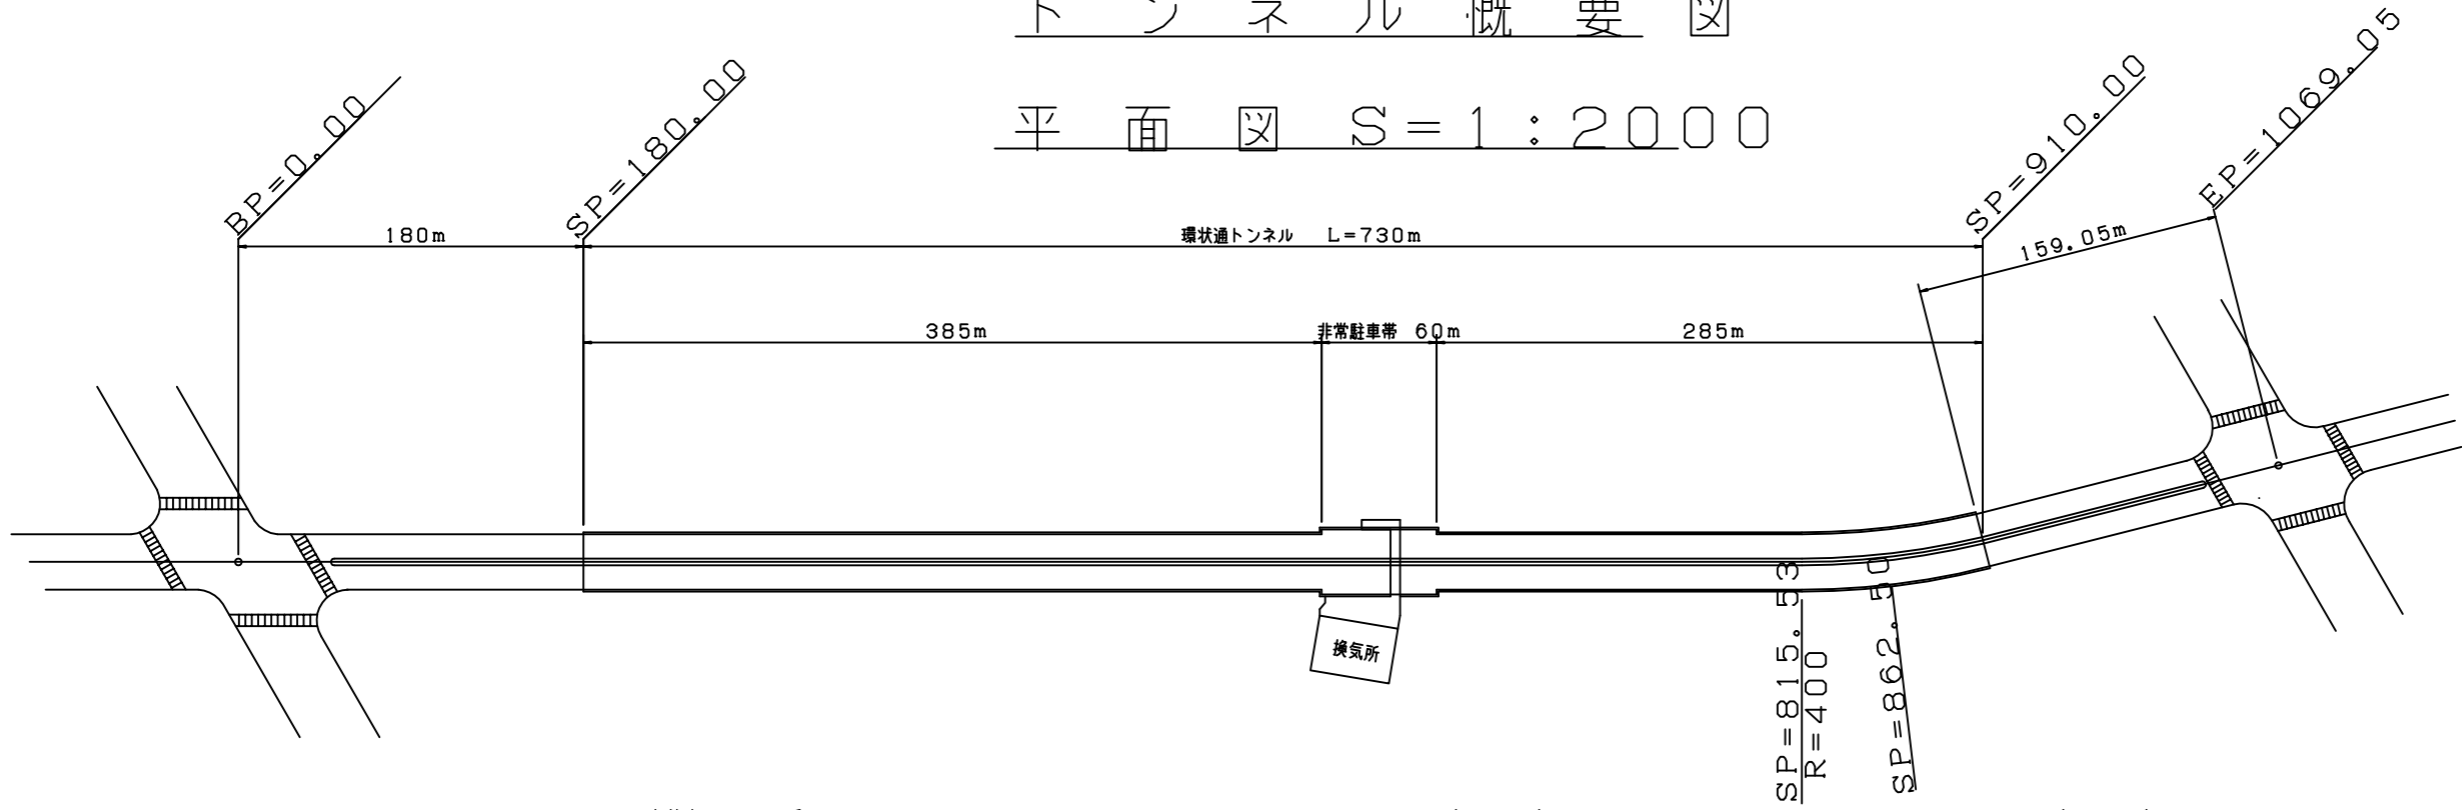 トンネル概要図
平面図 S=1:2000
BP=0.00
SP=180.00
SP=910.00
EP=1069.05
180m
環状通トンネル L=730m
159.05m
385m
非常駐車帯 60m
285m
換気所
SP=815.53
R=400
SP=862.50